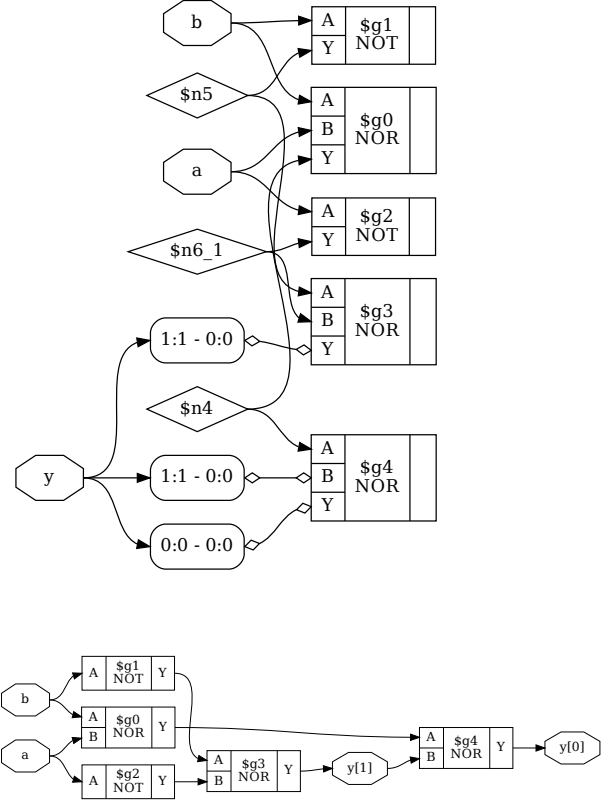 b
A
$g1
NOT
Y
$n5
A
$g0
NOR
B
Y
a
A
$g2
NOT
Y
$n6_1
A
$g3
NOR
B
Y
1:1 - 0:0
$n4
A
$g4
NOR
B
Y
y
1:1 - 0:0
0:0 - 0:0
b
A
$g1
NOT
Y
A
B
$g0
NOR
Y
a
A
$g2
NOT
Y
A
B
$g3
NOR
Y
y[1]
A
B
$g4
NOR
Y
y[0]